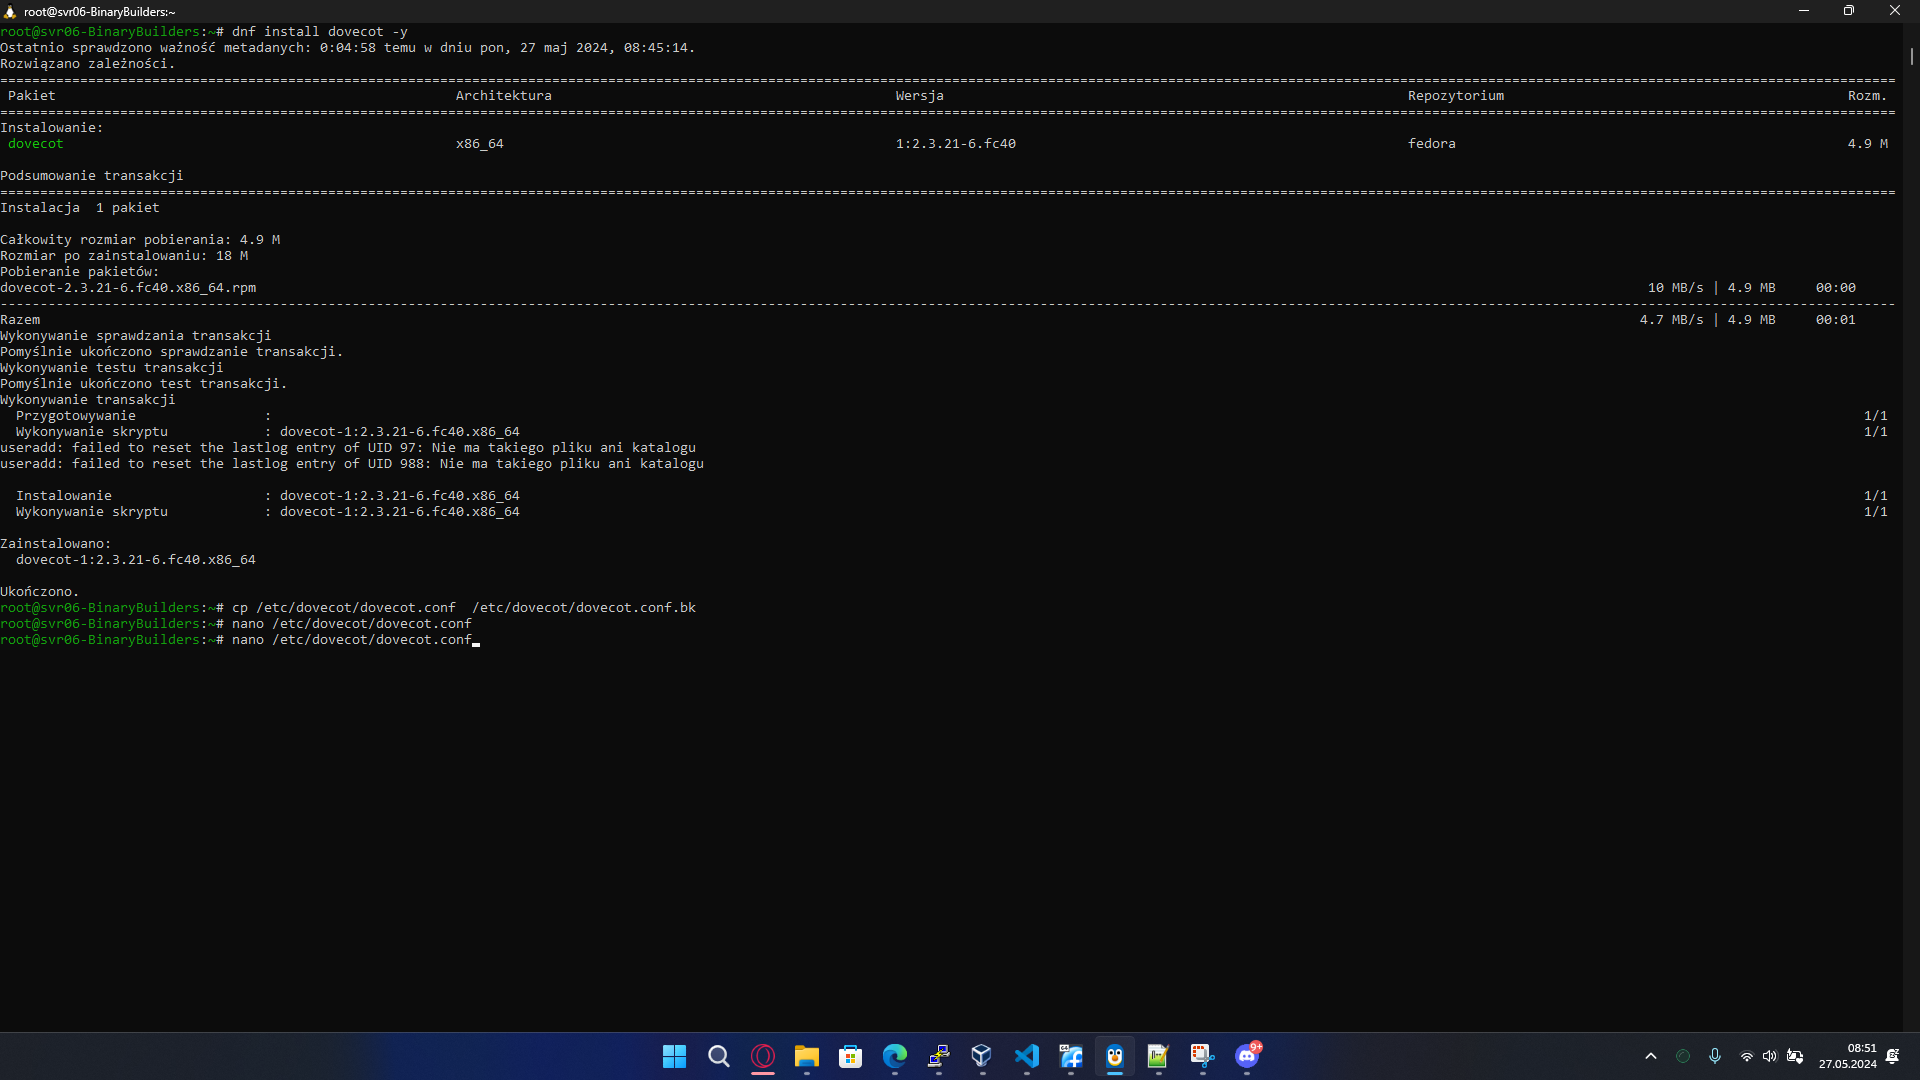 root@svr06-BinaryBuilders:~
root@svr06-BinaryBuilders:~# dnf install dovecot -y
Ostatnio sprawdzono ważność metadanych: 0:04:58 temu w dniu pon, 27 maj 2024, 08:45:14.
Rozwiązano zależności.
Pakiet Architektura Wersja Repozytorium Rozm.
Instalowanie:
dovecot x86_64 1:2.3.21-6.fc40 fedora 4.9 M
Podsumowanie transakcji
Instalacja 1 pakiet
Całkowity rozmiar pobierania: 4.9 M
Rozmiar po zainstalowaniu: 18 M
Pobieranie pakietów:
dovecot-2.3.21-6.fc40.x86_64.rpm 10 MB/s | 4.9 MB 00:00
Razem 4.7 MB/s | 4.9 MB 00:01
Wykonywanie sprawdzania transakcji
Pomyślnie ukończono sprawdzanie transakcji.
Wykonywanie testu transakcji
Pomyślnie ukończono test transakcji.
Wykonywanie transakcji
Przygotowywanie : 1/1
Wykonywanie skryptu : dovecot-1:2.3.21-6.fc40.x86_64 1/1
useradd: failed to reset the lastlog entry of UID 97: Nie ma takiego pliku ani katalogu
useradd: failed to reset the lastlog entry of UID 988: Nie ma takiego pliku ani katalogu
Instalowanie : dovecot-1:2.3.21-6.fc40.x86_64 1/1
Wykonywanie skryptu : dovecot-1:2.3.21-6.fc40.x86_64 1/1
Zainstalowano:
dovecot-1:2.3.21-6.fc40.x86_64
Ukończono.
root@svr06-BinaryBuilders:~# cp /etc/dovecot/dovecot.conf  /etc/dovecot/dovecot.conf.bk
root@svr06-BinaryBuilders:~# nano /etc/dovecot/dovecot.conf
root@svr06-BinaryBuilders:~# nano /etc/dovecot/dovecot.conf
9+
08:51
27.05.2024